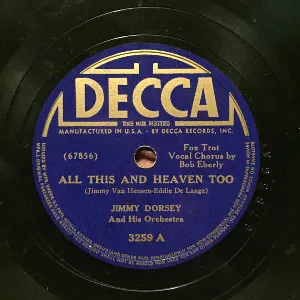 DECCA
TRADE MARK REGISTERED
MANUFACTURED IN U.S.A. - BY DECCA RECORDS, INC.
(67856)
Fox Trot
Vocal Chorus by
Bob Eberly
ALL THIS AND HEAVEN TOO
(Jimmy Van Heusen-Eddie De Lange)
JIMMY DORSEY
And His Orchestra
3259 A